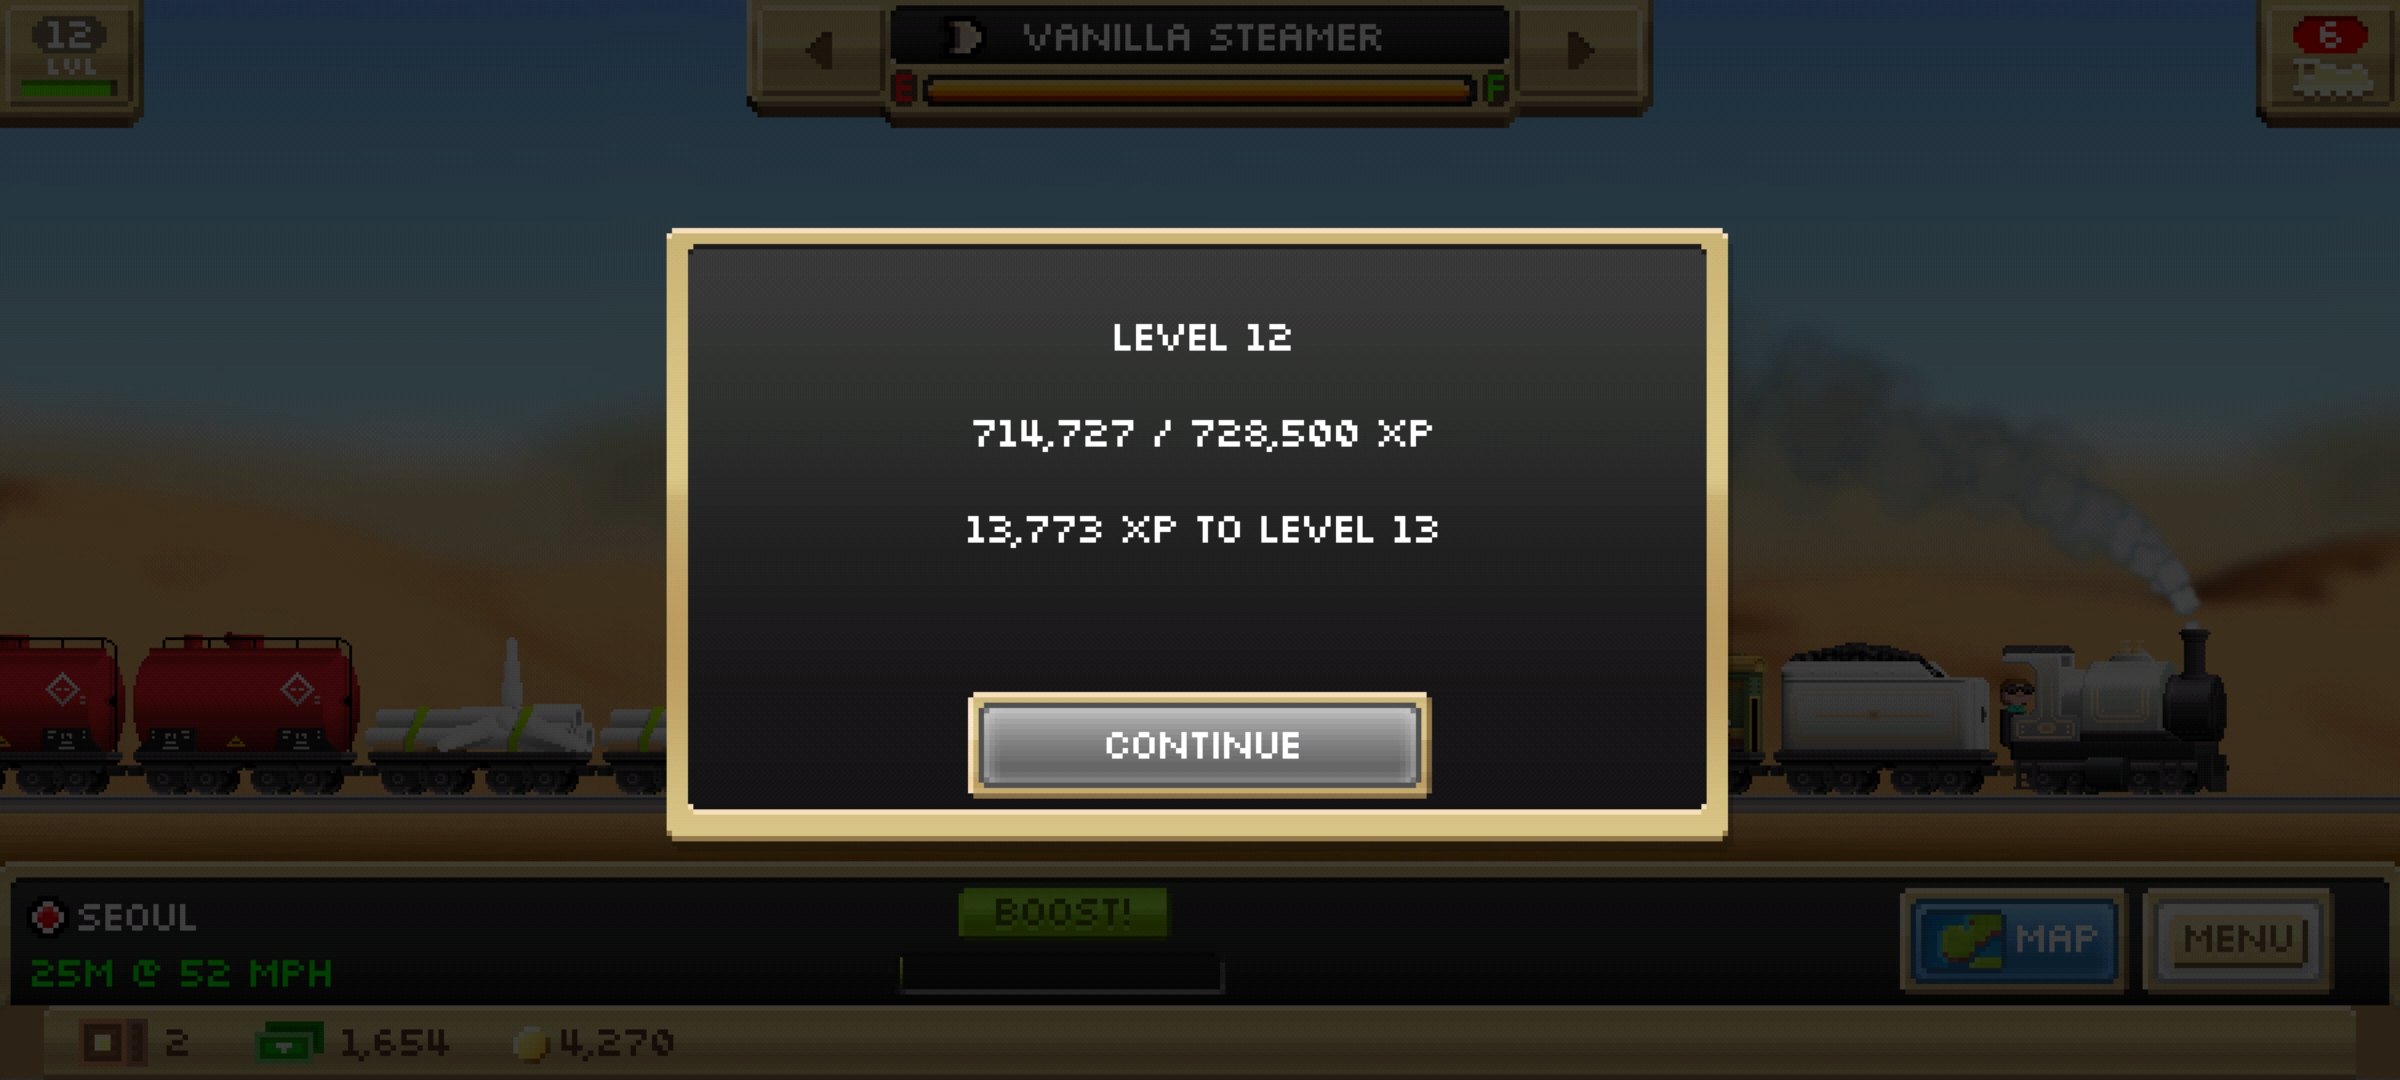 12
LVL
VANILLA STEAMER
E
F
6
LEVEL 12
714,727 / 728,500 XP
13,773 XP TO LEVEL 13
CONTINUE
SEOUL
25M @ 52 MPH
BOOST!
MAP
MENU
2
1,654
4,270